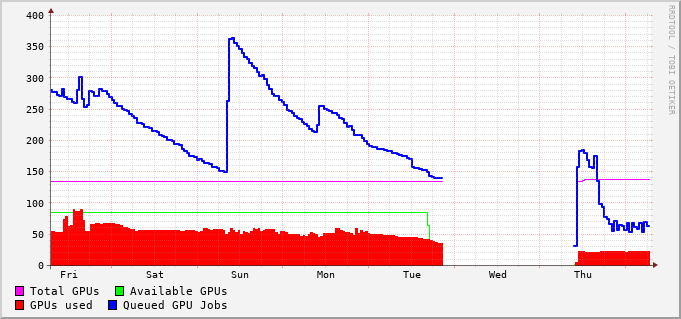 400
350
300
250
200
150
100
50
0
Fri Sat Sun Mon Tue Wed Thu
Total GPUs Available GPUs
GPUs used Queued GPU Jobs
RRDTOOL / TOBI OETIKER